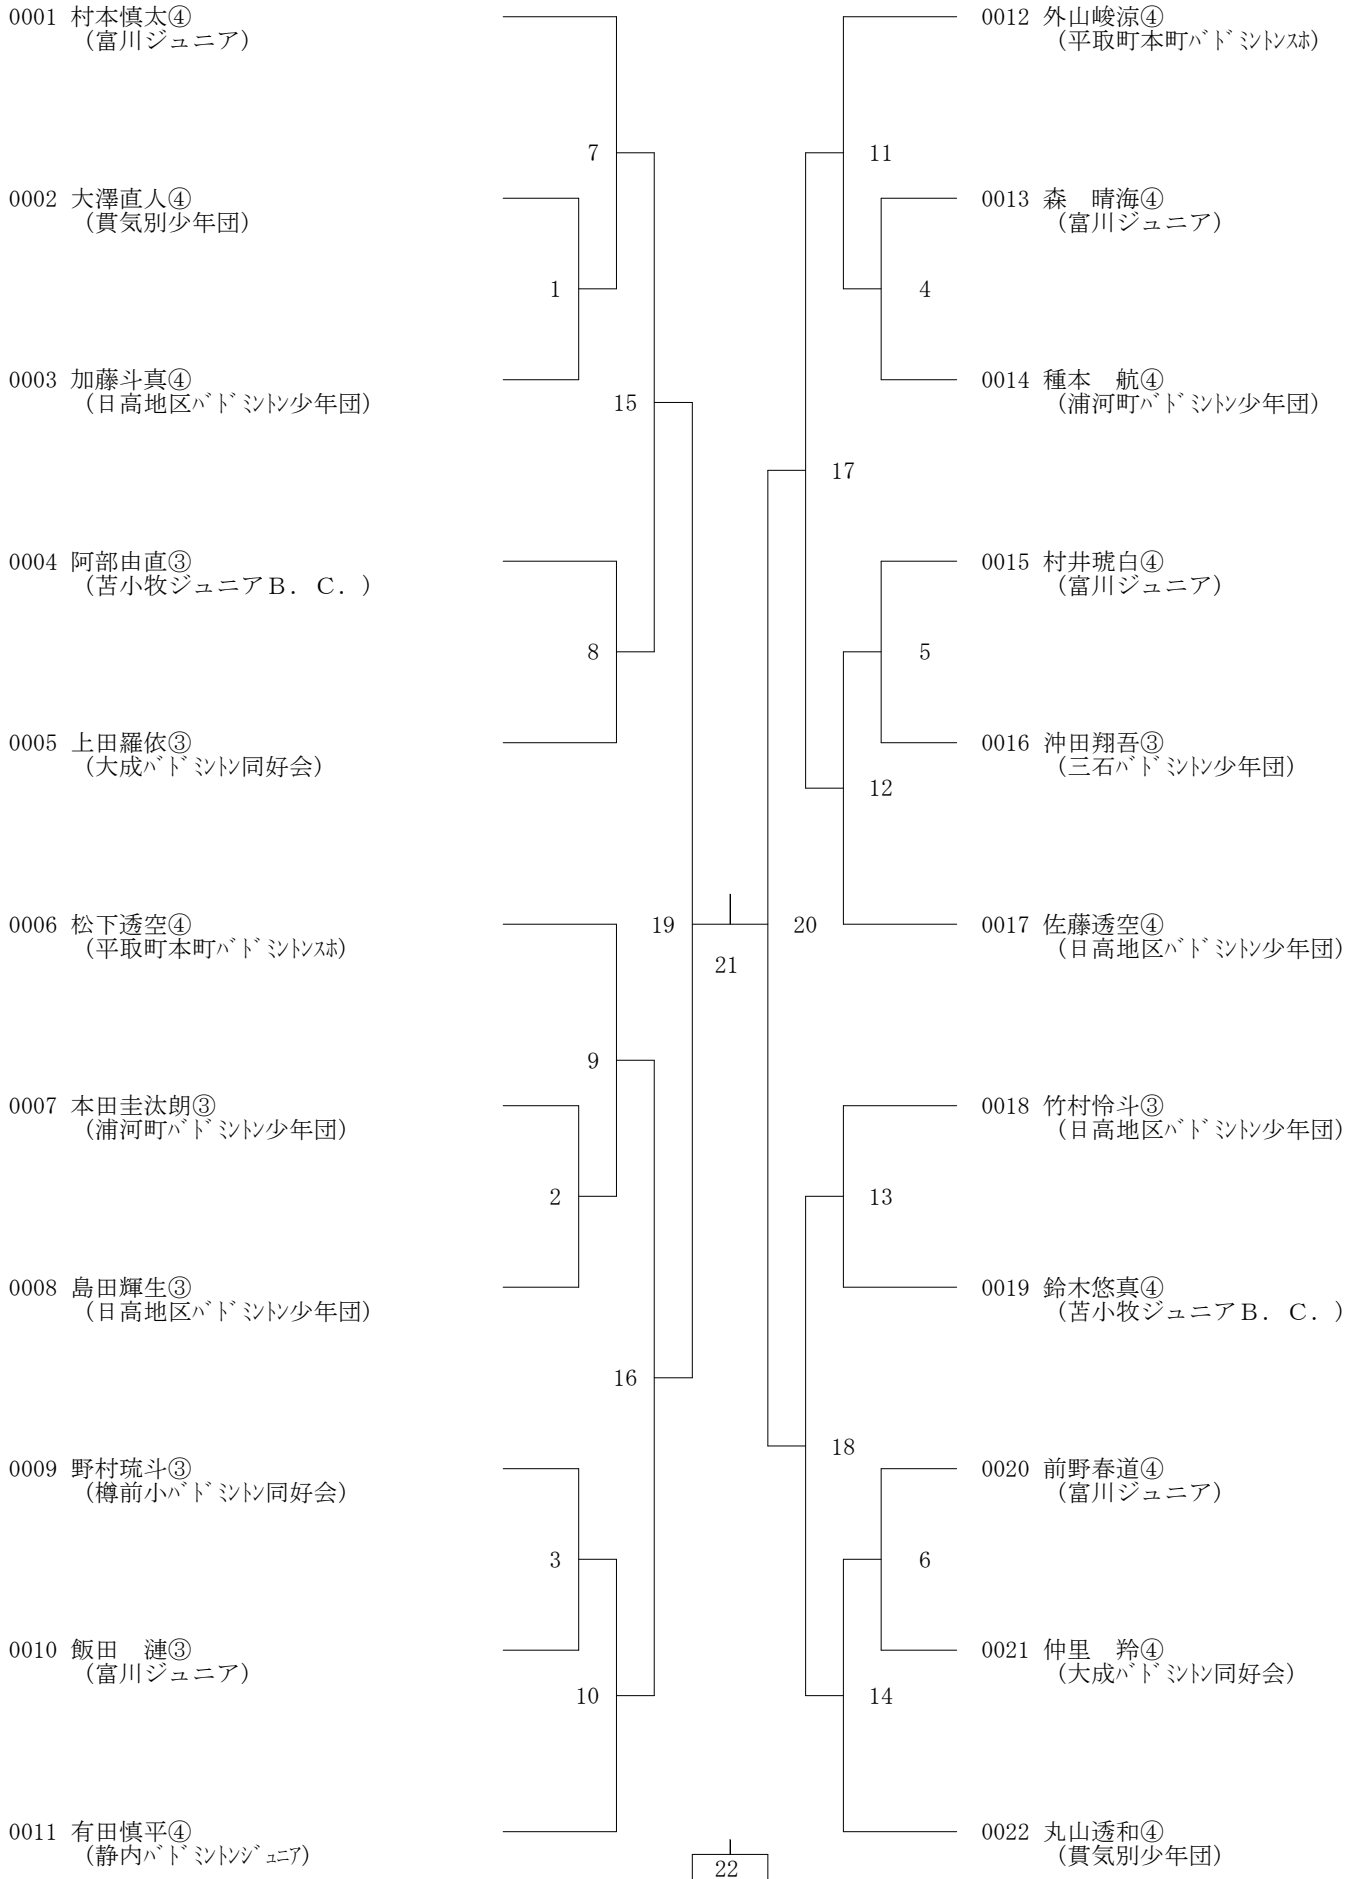 0001 村本慎太④
（富川ジュニア）
7
0002 大澤直人④
（貫気別少年団）
1
0003 加藤斗真④
（日高地区ﾊﾞﾄﾞﾐﾝﾄﾝ少年団）
15
0004 阿部由直③
（苫小牧ジュニアＢ．Ｃ．）
8
0005 上田羅依③
（大成ﾊﾞﾄﾞﾐﾝﾄﾝ同好会）
0006 松下透空④
（平取町本町ﾊﾞﾄﾞﾐﾝﾄﾝｽﾎ）
19
9
0007 本田圭汰朗③
（浦河町ﾊﾞﾄﾞﾐﾝﾄﾝ少年団）
2
0008 島田輝生③
（日高地区ﾊﾞﾄﾞﾐﾝﾄﾝ少年団）
16
0009 野村琉斗③
（樽前小ﾊﾞﾄﾞﾐﾝﾄﾝ同好会）
3
0010 飯田　漣③
（富川ジュニア）
10
0011 有田慎平④
（静内ﾊﾞﾄﾞﾐﾝﾄﾝｼﾞｭﾆｱ）
21
22
0012 外山峻涼④
（平取町本町ﾊﾞﾄﾞﾐﾝﾄﾝｽﾎ）
11
0013 森　晴海④
（富川ジュニア）
4
0014 種本　航④
（浦河町ﾊﾞﾄﾞﾐﾝﾄﾝ少年団）
17
0015 村井琥白④
（富川ジュニア）
5
0016 沖田翔吾③
（三石ﾊﾞﾄﾞﾐﾝﾄﾝ少年団）
12
20
0017 佐藤透空④
（日高地区ﾊﾞﾄﾞﾐﾝﾄﾝ少年団）
0018 竹村怜斗③
（日高地区ﾊﾞﾄﾞﾐﾝﾄﾝ少年団）
13
0019 鈴木悠真④
（苫小牧ジュニアＢ．Ｃ．）
18
0020 前野春道④
（富川ジュニア）
6
0021 仲里　羚④
（大成ﾊﾞﾄﾞﾐﾝﾄﾝ同好会）
14
0022 丸山透和④
（貫気別少年団）